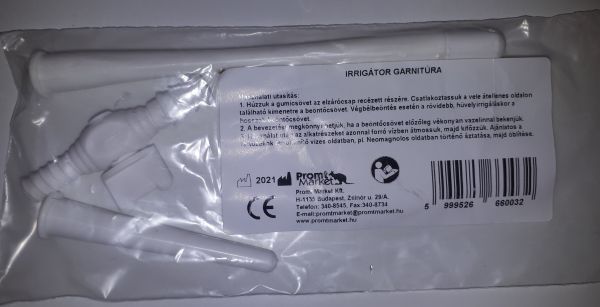 IRRIGÁTOR GARNITÚRA
Használati utasítás:
1. Húzzuk a gumicsövet az elzárócsap recézett részére. Csatlakoztassuk a vele átellenes oldalon
található kimenetre a beöntőcsövet. Végbélbeöntés esetén a rövidebb, hüvelyirrigáláskor a
hosszabb beöntőcsövet.
2. A bevezetést megkönnyíthetjük, ha a beöntőcsövet előzőleg vékonyan vazelinnal bekenjük.
3. Használat után az alkatrészeket azonnal forró vízben átmossuk, majd kifőzzük. Ajánlatos a
vizes oldatban, pl. Neomagnolos oldatban történő áztatása, majd öblítése.
2021
Promt
Market
Promt Market Kft.
H-1135 Budapest, Zsinór u. 29/A.
Telefon: 340-8545, Fax:340-8734
E-mail:promtmarket@promtmarket.hu
www.promtmarket.hu
CE
5 999526 660032